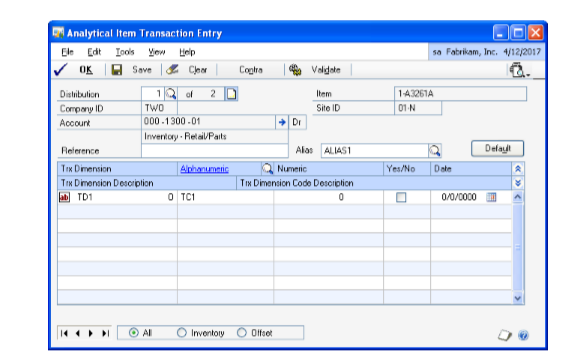 Analytical Item Transaction Entry
File Edit Tools View Help sa Fabrikam, Inc. 4/12/2017
OK Save Clear Contra Validate
Distribution 1 of 2 Item 1-A3261A
Company ID TWO Site ID 01-N
Account 000-1300-01 Dr
Inventory - Retail/Parts
Reference Alias ALIAS1 Default
Trx Dimension Alphanumeric Numeric Yes/No Date
Trx Dimension Description Trx Dimension Code Description
ab TD1 0 TC1 0 0/0/0000
All Inventory Offset